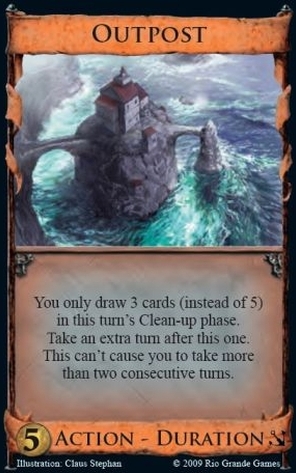 OUTPOST
You only draw 3 cards (instead of 5)
in this turn's Clean-up phase.
Take an extra turn after this one.
This can't cause you to take more
than two consecutive turns.
5 ACTION - DURATION
Illustration: Claus Stephan © 2009 Rio Grande Games